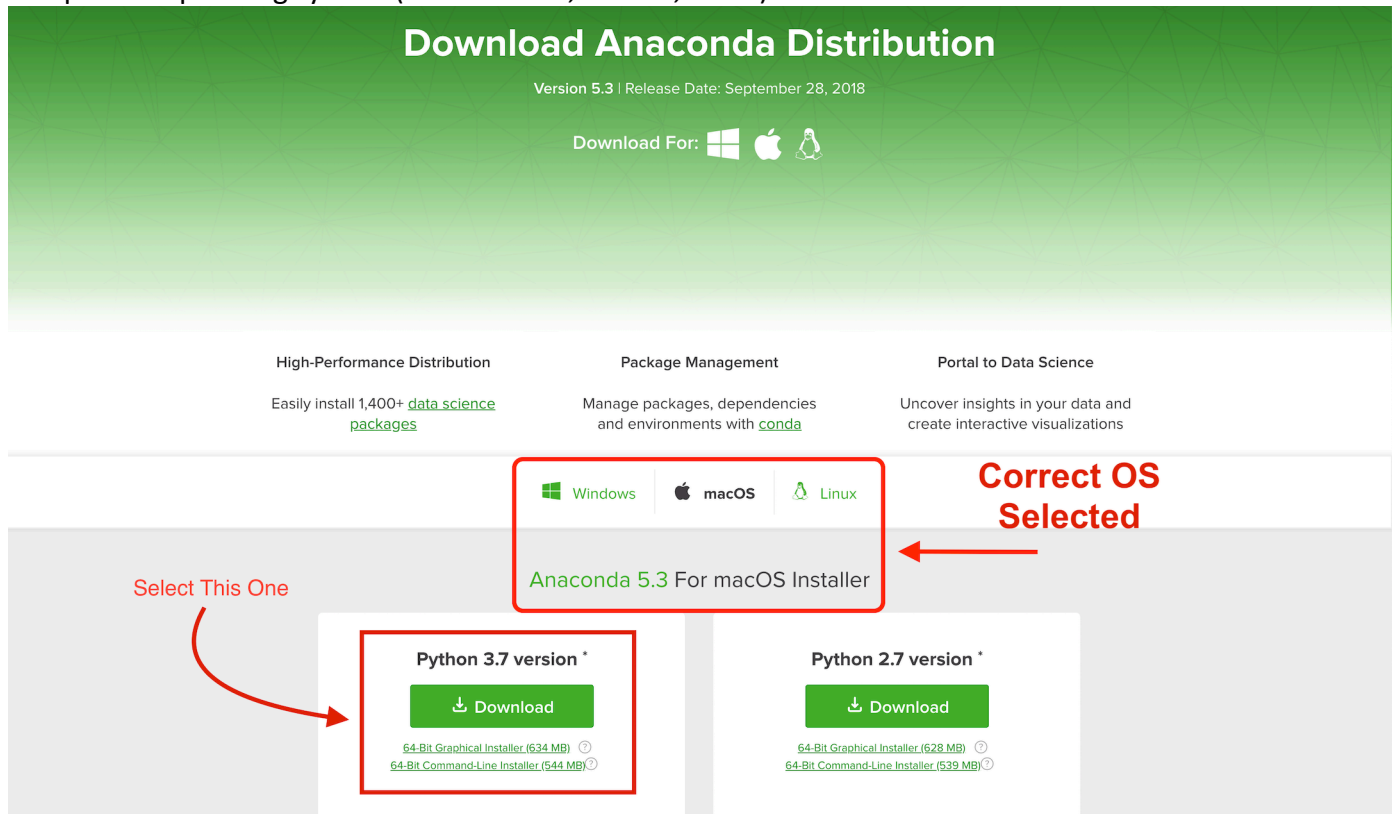 Download Anaconda Distribution
Version 5.3 | Release Date: September 28, 2018
Download For:
High-Performance Distribution
Easily install 1,400+ data science
packages
Package Management
Manage packages, dependencies
and environments with conda
Portal to Data Science
Uncover insights in your data and
create interactive visualizations
Windows
macOS
Linux
Correct OS
Selected
Anaconda 5.3 For macOS Installer
Select This One
Python 3.7 version *
Download
64-Bit Graphical Installer (634 MB) ?
64-Bit Command-Line Installer (544 MB) ?
Python 2.7 version *
Download
64-Bit Graphical Installer (628 MB) ?
64-Bit Command-Line Installer (539 MB) ?